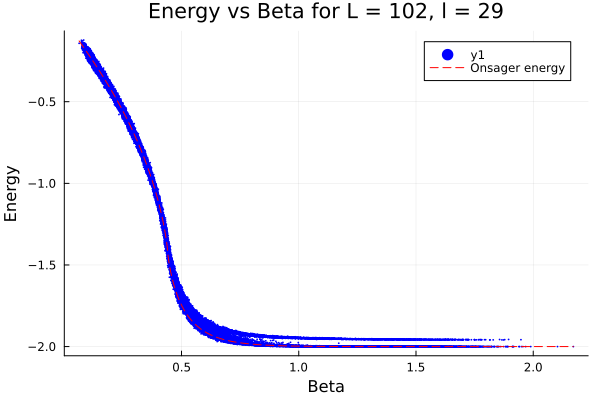 Energy vs Beta for L = 102, l = 29
y1
Onsager energy
Energy
−0.5
−1.0
−1.5
−2.0
0.5
1.0
1.5
2.0
Beta